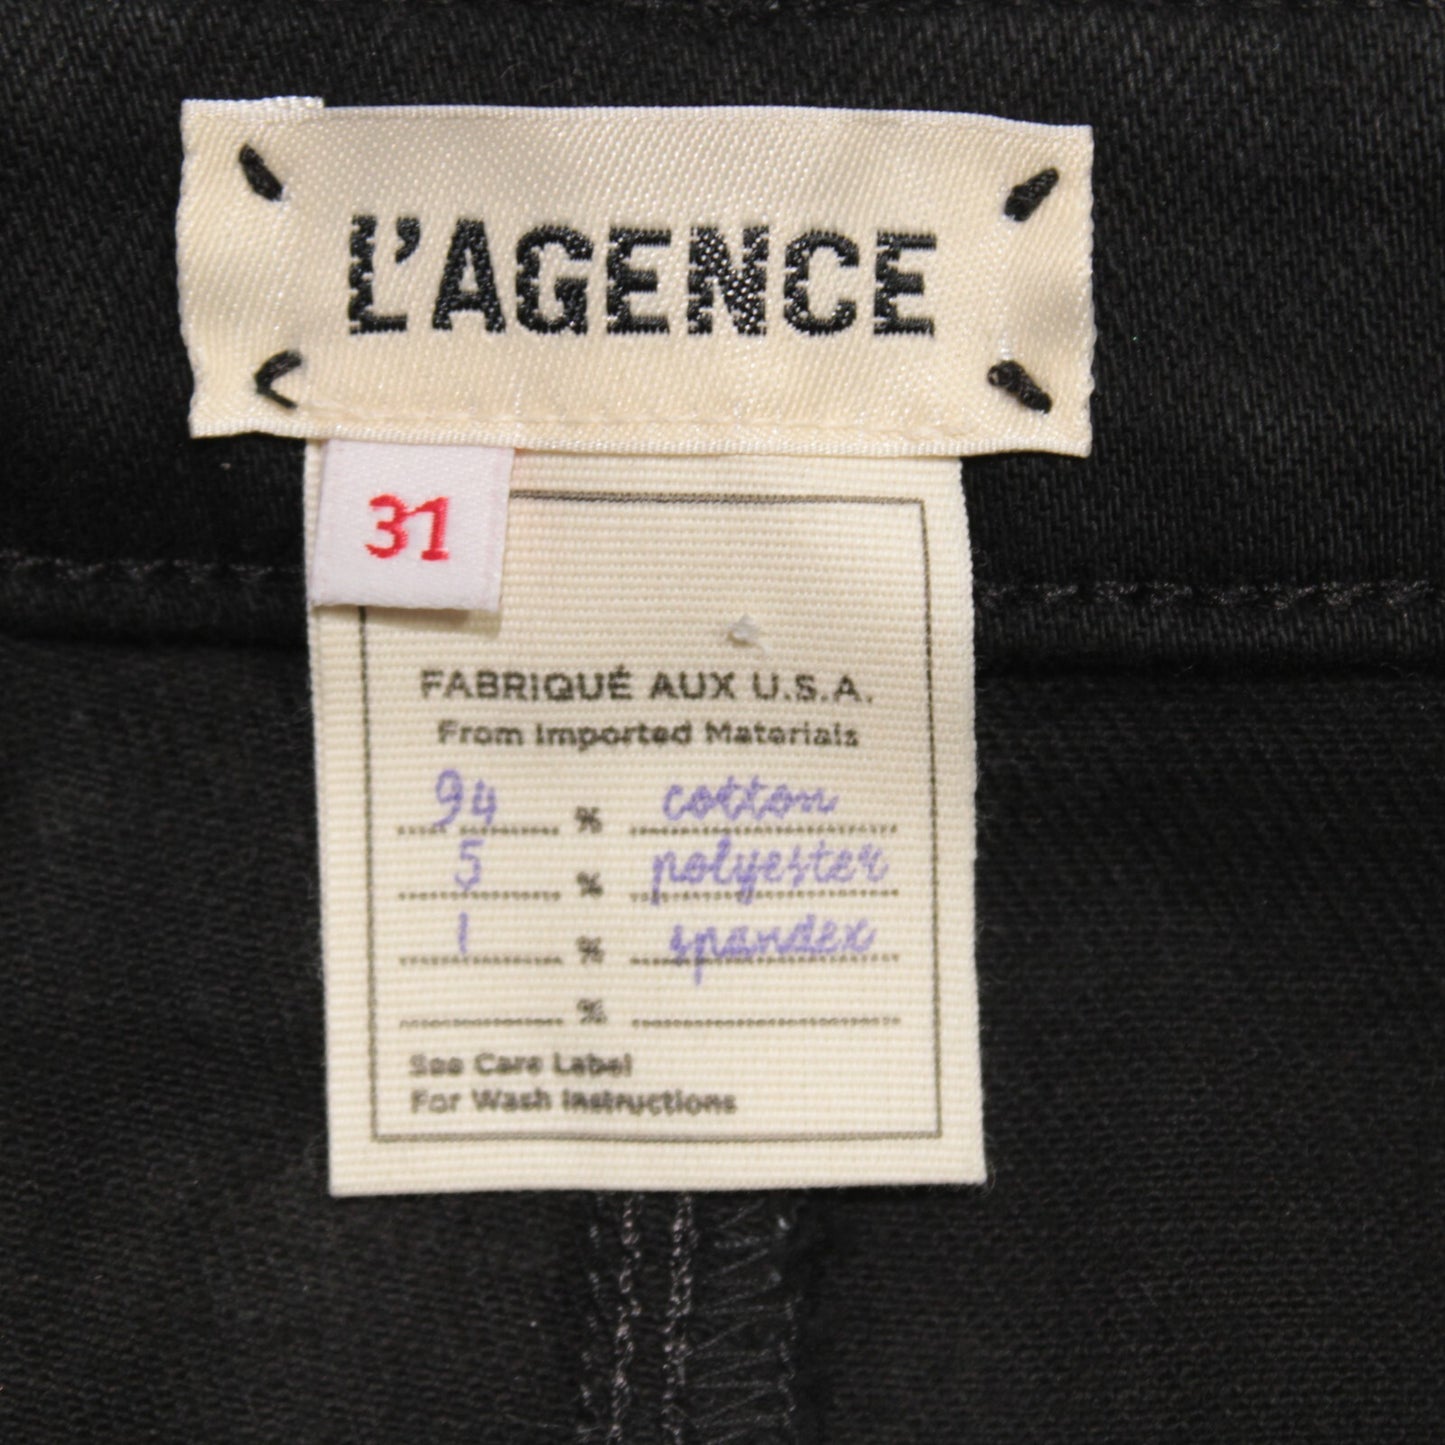 L'AGENCE
31
FABRIQUÉ AUX U.S.A.
From Imported Materials
94 % cotton
5 % polyester
1 % spandex
%
See Care Label
For Wash Instructions